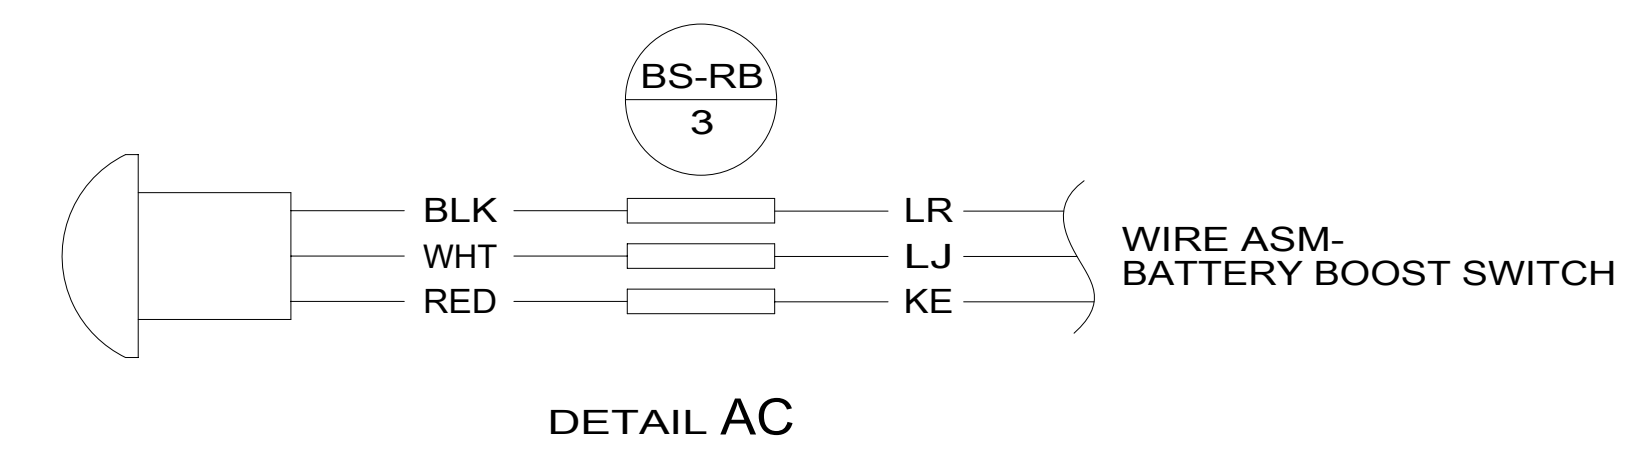 BS-RB
3
BLK LR
WHT LJ
RED KE
WIRE ASM-
BATTERY BOOST SWITCH
DETAIL AC